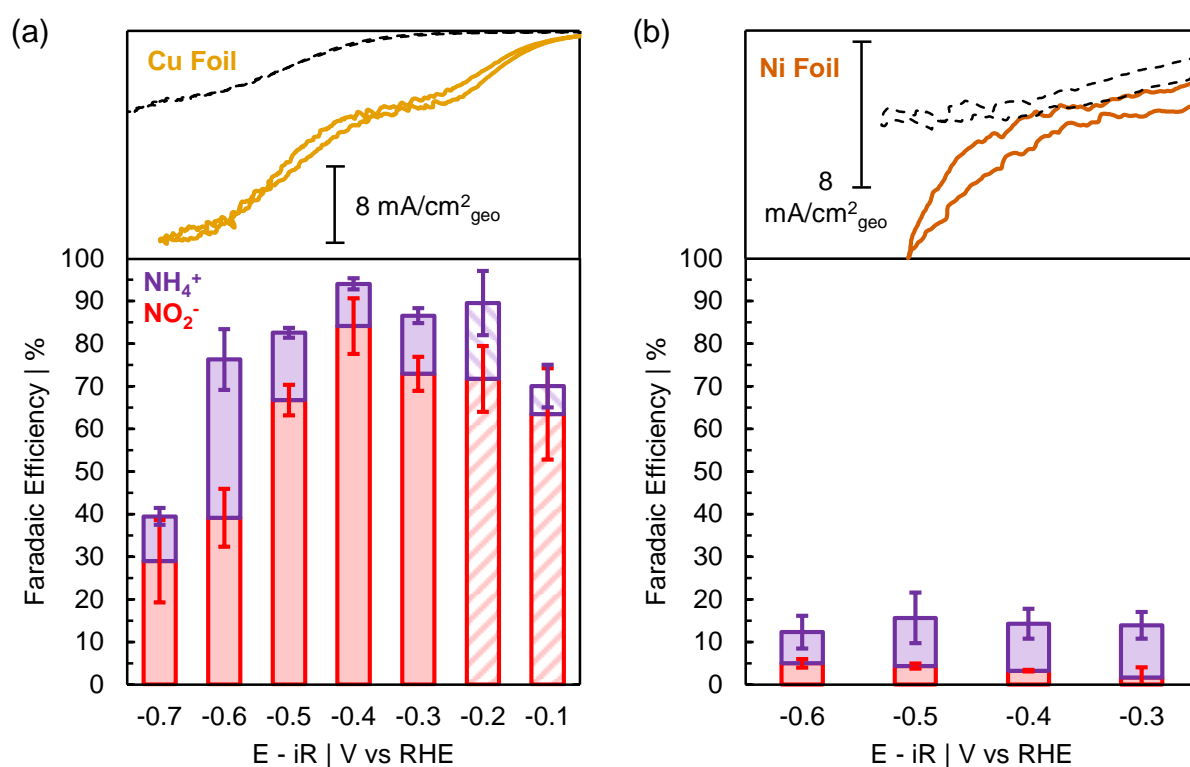 (a)
Cu Foil
8 mA/cm²geo
NH₄⁺
NO₂⁻
Faradaic Efficiency | %
100
90
80
70
60
50
40
30
20
10
0
-0.7 -0.6 -0.5 -0.4 -0.3 -0.2 -0.1
E - iR | V vs RHE
(b)
Ni Foil
8
mA/cm²geo
Faradaic Efficiency | %
100
90
80
70
60
50
40
30
20
10
0
-0.6 -0.5 -0.4 -0.3
E - iR | V vs RHE